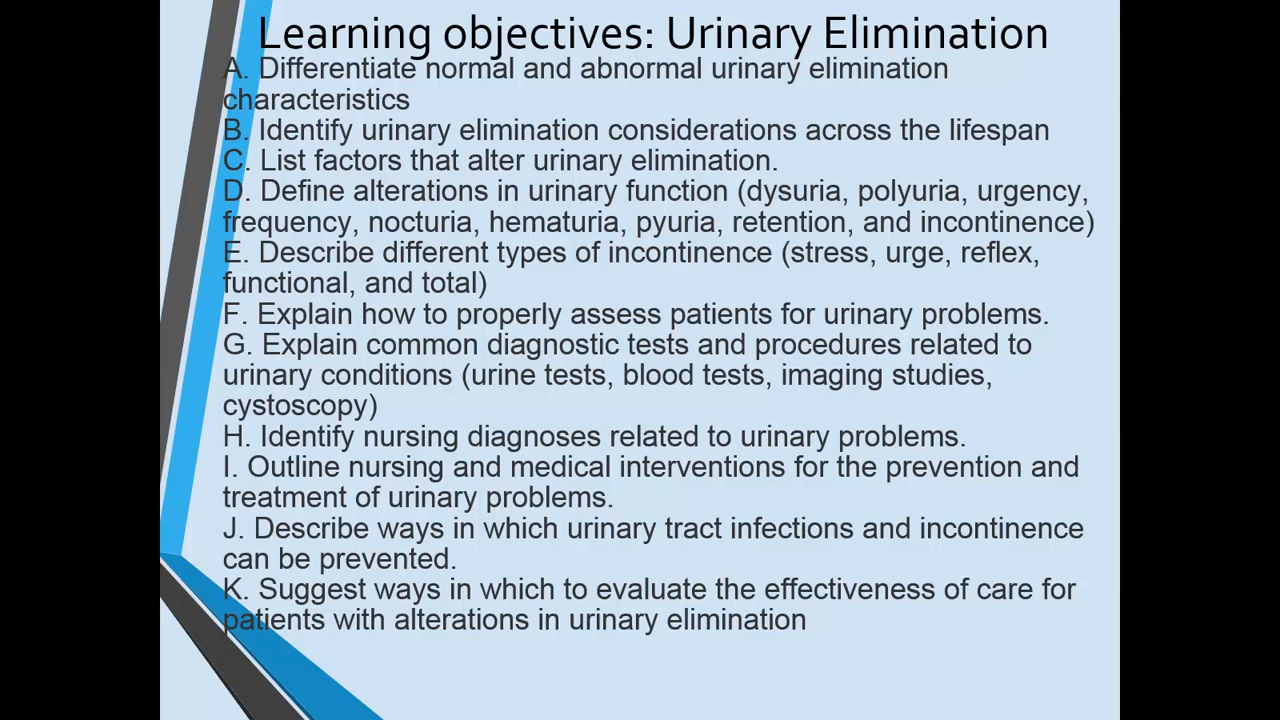 Learning objectives: Urinary Elimination
A. Differentiate normal and abnormal urinary elimination
characteristics
B. Identify urinary elimination considerations across the lifespan
C. List factors that alter urinary elimination.
D. Define alterations in urinary function (dysuria, polyuria, urgency,
frequency, nocturia, hematuria, pyuria, retention, and incontinence)
E. Describe different types of incontinence (stress, urge, reflex,
functional, and total)
F. Explain how to properly assess patients for urinary problems.
G. Explain common diagnostic tests and procedures related to
urinary conditions (urine tests, blood tests, imaging studies,
cystoscopy)
H. Identify nursing diagnoses related to urinary problems.
I. Outline nursing and medical interventions for the prevention and
treatment of urinary problems.
J. Describe ways in which urinary tract infections and incontinence
can be prevented.
K. Suggest ways in which to evaluate the effectiveness of care for
patients with alterations in urinary elimination